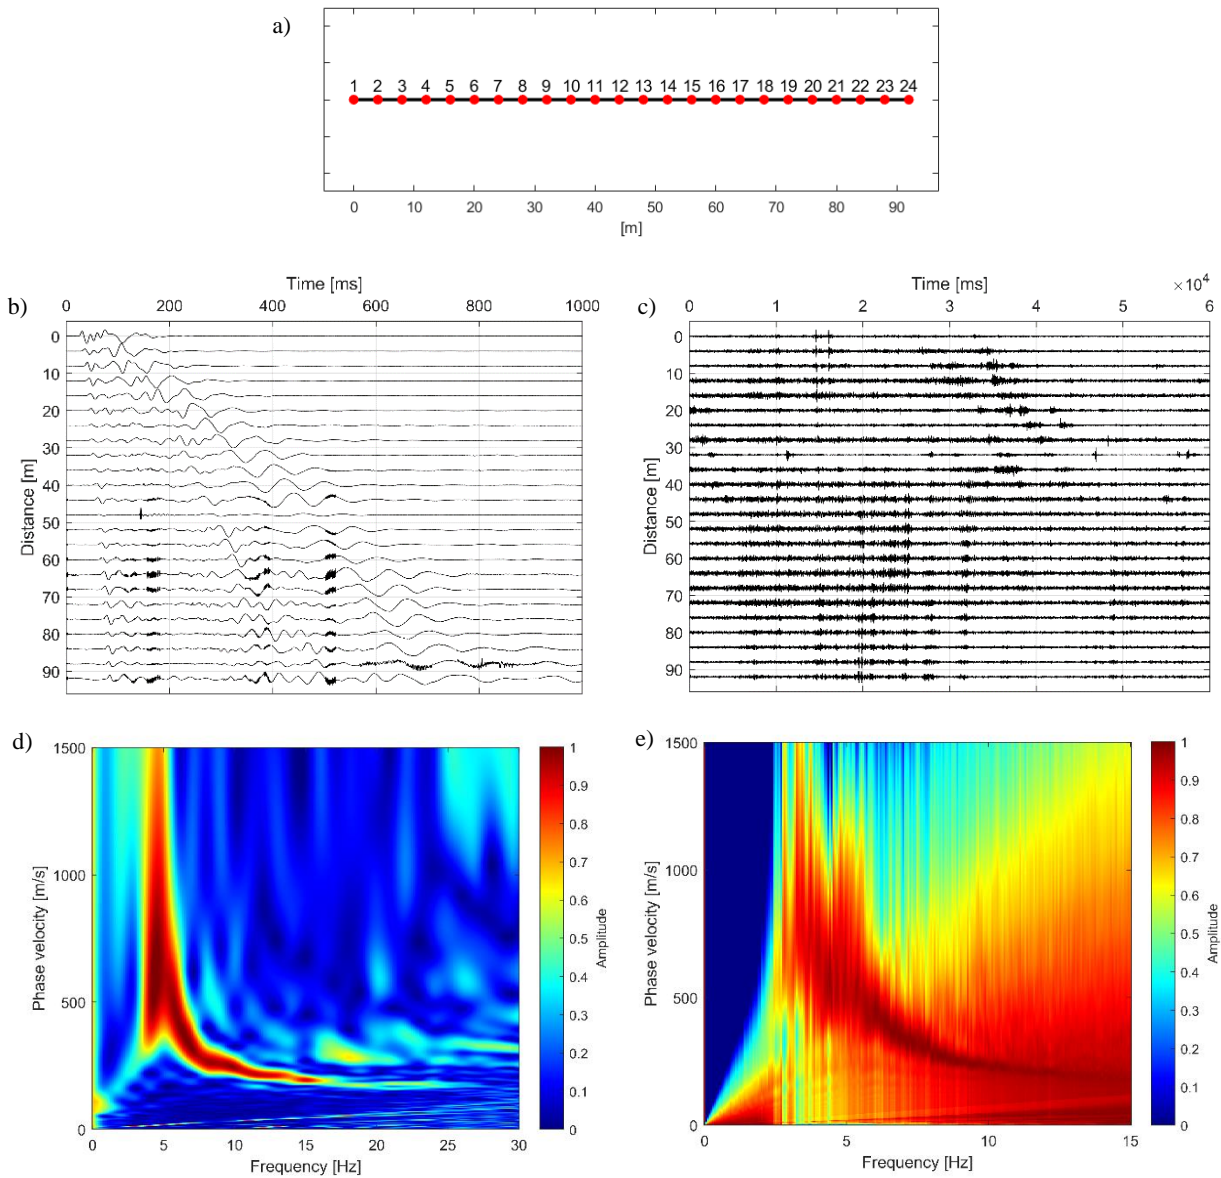 a)
1 2 3 4 5 6 7 8 9 10 11 12 13 14 15 16 17 18 19 20 21 22 23 24
0 10 20 30 40 50 60 70 80 90
[m]
b)
Time [ms]
0 200 400 600 800 1000
Distance [m]
0
10
20
30
40
50
60
70
80
90
c)
Time [ms]
×10⁴
0 1 2 3 4 5 6
Distance [m]
0
10
20
30
40
50
60
70
80
90
d)
Phase velocity [m/s]
1500
1000
500
0
0 5 10 15 20 25 30
Frequency [Hz]
1
0.9
0.8
0.7
0.6
0.5
0.4
0.3
0.2
0.1
0
Amplitude
e)
Phase velocity [m/s]
1500
1000
500
0
0 5 10 15
Frequency [Hz]
1
0.9
0.8
0.7
0.6
0.5
0.4
0.3
0.2
0.1
0
Amplitude